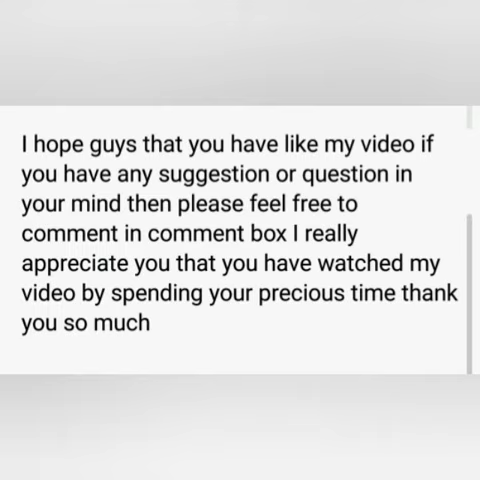 I hope guys that you have like my video if
you have any suggestion or question in
your mind then please feel free to
comment in comment box I really
appreciate you that you have watched my
video by spending your precious time thank
you so much